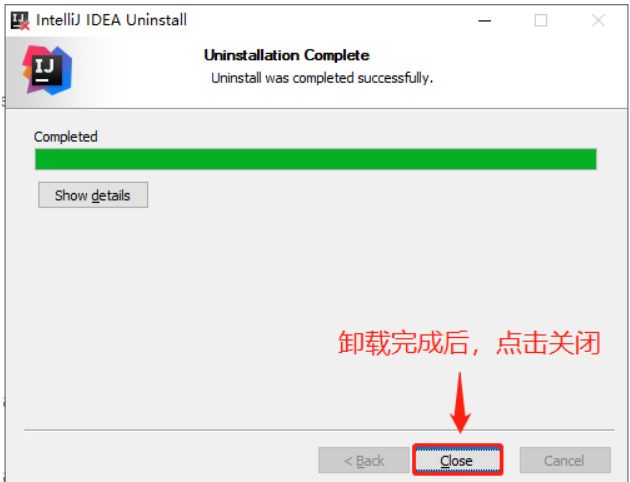 IntelliJ IDEA Uninstall
IJ
Uninstallation Complete
Uninstall was completed successfully.
Completed
Show details
卸载完成后，点击关闭
< Back
Close
Cancel